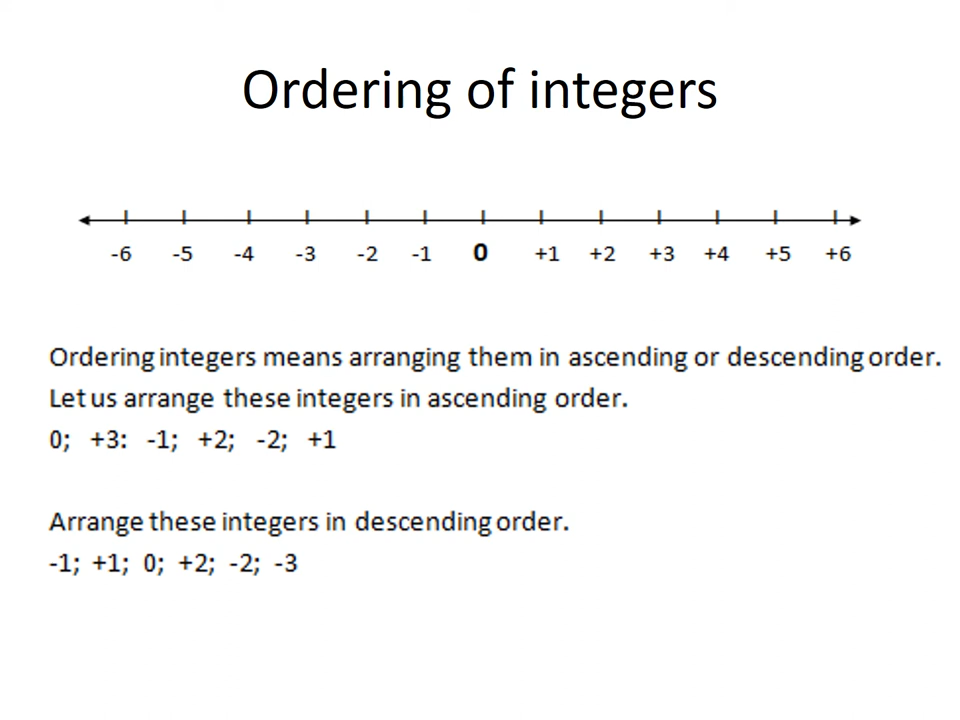 Ordering of integers
-6 -5 -4 -3 -2 -1 0 +1 +2 +3 +4 +5 +6
Ordering integers means arranging them in ascending or descending order.
Let us arrange these integers in ascending order.
0; +3: -1; +2; -2; +1
Arrange these integers in descending order.
-1; +1; 0; +2; -2; -3